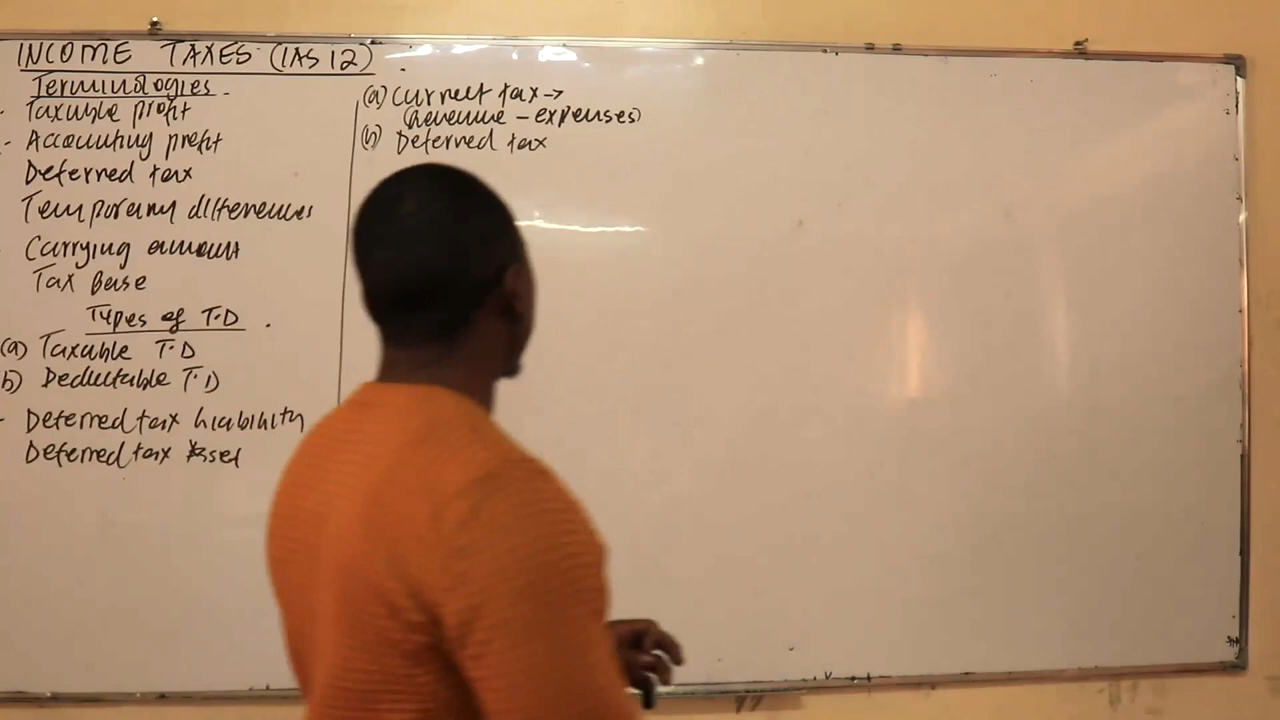 INCOME TAXES (IAS 12)
Terminologies.
- Taxable profit
- Accounting profit
Deferred tax
Temporary differences
- Carrying amount
Tax Base
Types of T.D
(a) Taxable T.D
b) Deductable T.D
- Deferred tax liability
Deferred tax Asset
(a) Current tax →
(Revenue - expenses)
(b) Deferred tax